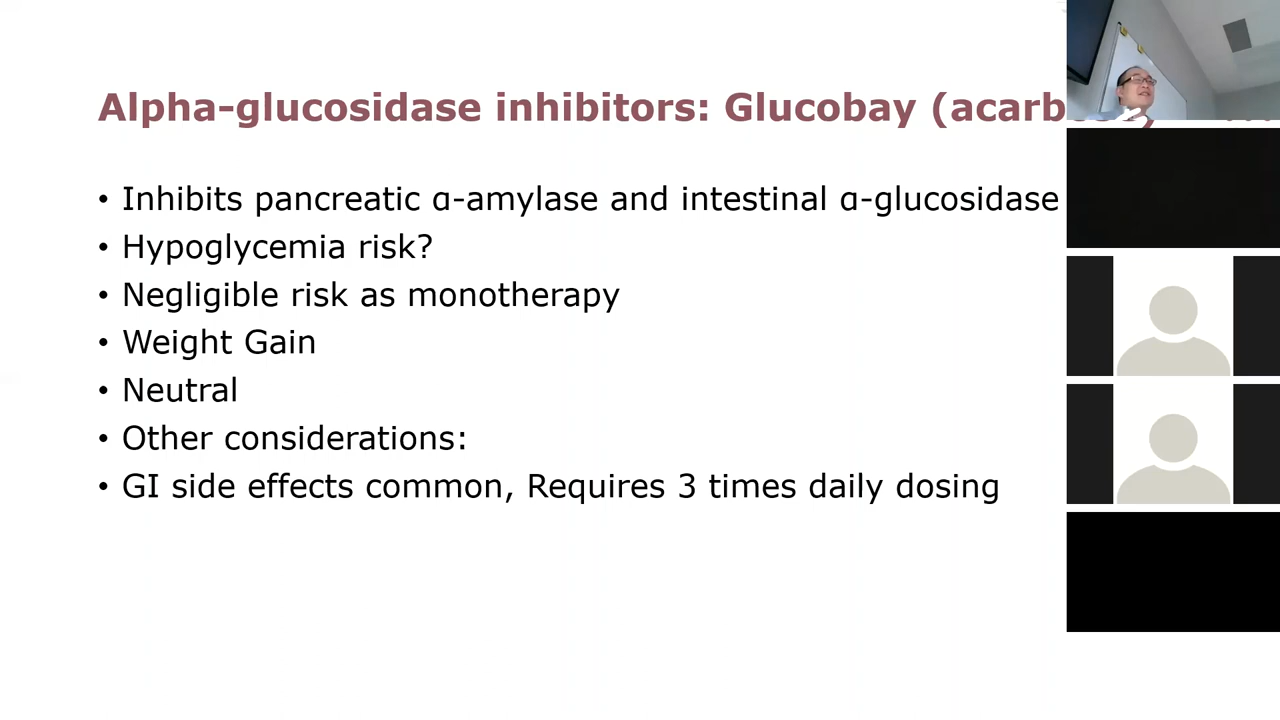 Alpha-glucosidase inhibitors: Glucobay
• Inhibits pancreatic α-amylase and intestinal α-glucosidase
• Hypoglycemia risk?
• Negligible risk as monotherapy
• Weight Gain
• Neutral
• Other considerations:
• GI side effects common, Requires 3 times daily dosing